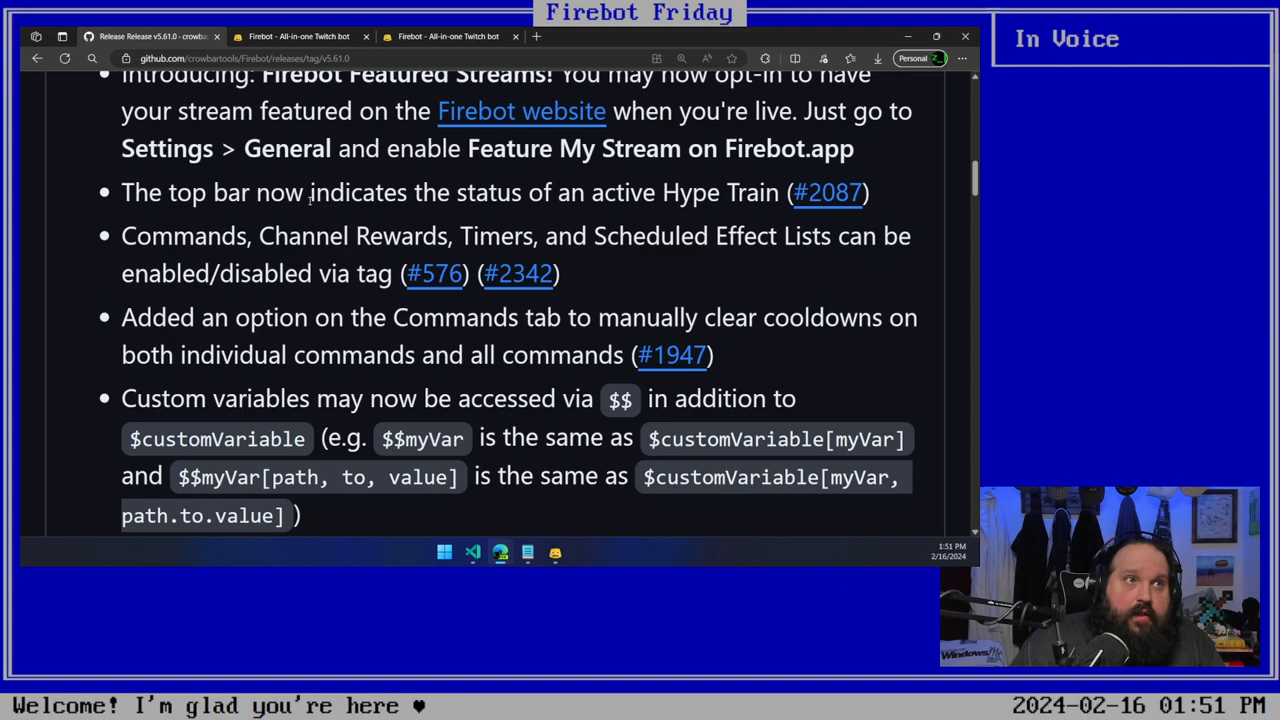 Firebot Friday
In Voice
Release Release v5.61.0 · crowbar
Firebot - All-in-one Twitch bot
Firebot - All-in-one Twitch bot
github.com/crowbartools/Firebot/releases/tag/v5.61.0
Personal
Introducing: Firebot Featured Streams! You may now opt-in to have
your stream featured on the Firebot website when you're live. Just go to
Settings > General and enable Feature My Stream on Firebot.app
The top bar now indicates the status of an active Hype Train (#2087)
Commands, Channel Rewards, Timers, and Scheduled Effect Lists can be
enabled/disabled via tag (#576) (#2342)
Added an option on the Commands tab to manually clear cooldowns on
both individual commands and all commands (#1947)
Custom variables may now be accessed via $$ in addition to
$customVariable (e.g. $$myVar is the same as $customVariable[myVar]
and $$myVar[path, to, value] is the same as $customVariable[myVar,
path.to.value] )
1:51 PM
2/16/2024
Windows Me
Welcome! I'm glad you're here ♥
2024-02-16 01:51 PM